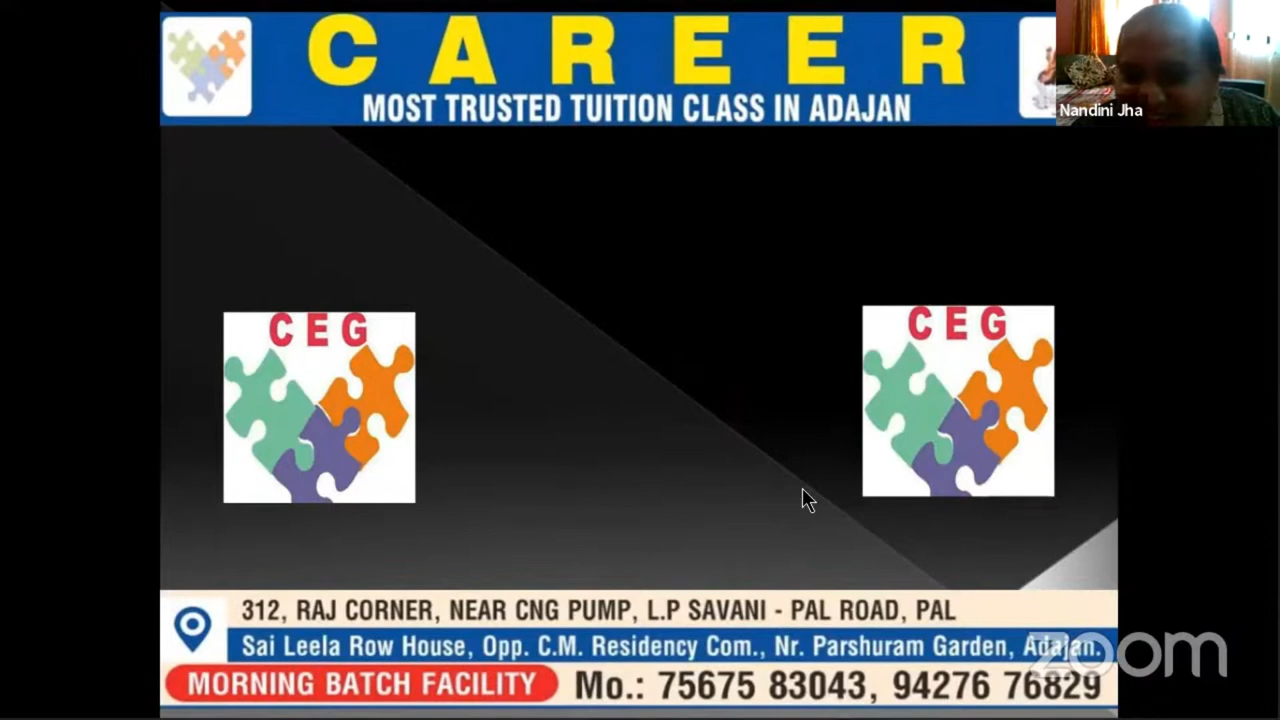 CAREER
MOST TRUSTED TUITION CLASS IN ADAJAN
Nandini Jha
CEG
CEG
312, RAJ CORNER, NEAR CNG PUMP, L.P SAVANI - PAL ROAD, PAL
Sai Leela Row House, Opp. C.M. Residency Com., Nr. Parshuram Garden, Adajan.
zoom
MORNING BATCH FACILITY Mo.: 75675 83043, 94276 76829